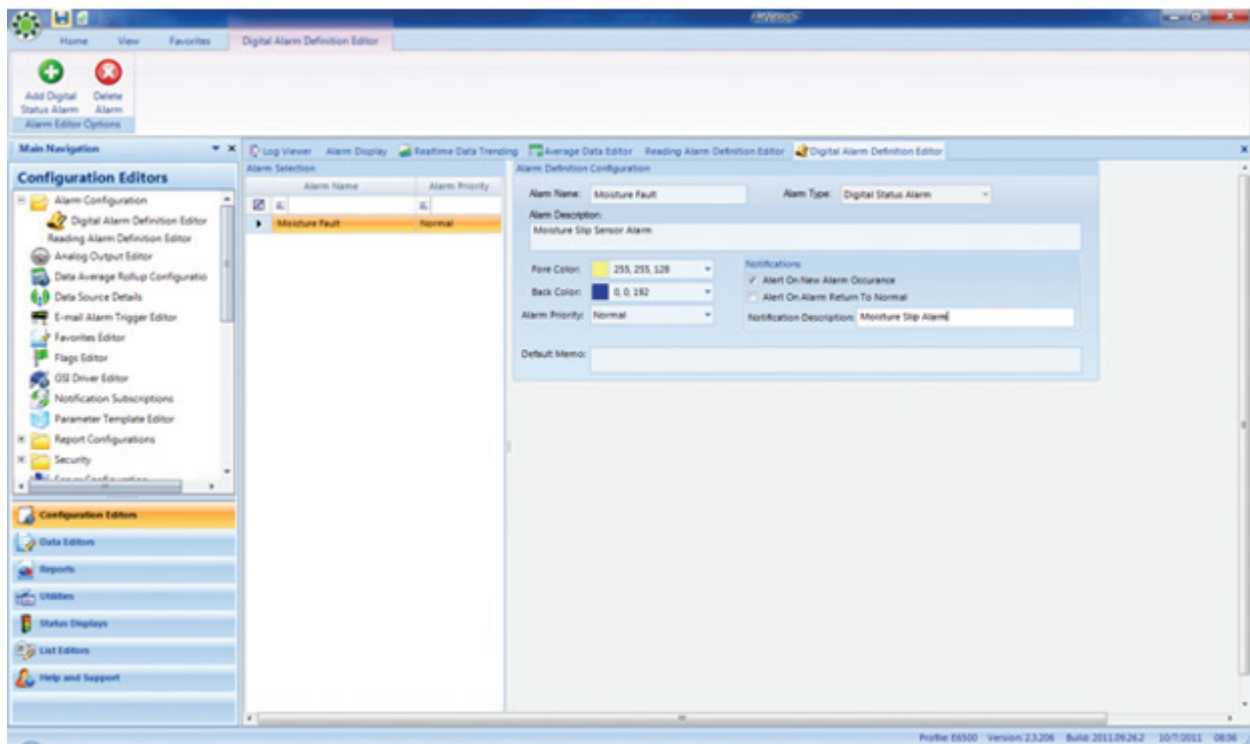 AirVision™
Home View Favorites Digital Alarm Definition Editor
Add Digital Status Alarm
Delete Alarm
Alarm Editor Options
Main Navigation
Configuration Editors
Alarm Configuration
Digital Alarm Definition Editor
Reading Alarm Definition Editor
Analog Output Editor
Data Average Rollup Configuratio
Data Source Details
E-mail Alarm Trigger Editor
Favorites Editor
Flags Editor
GSI Driver Editor
Notification Subscriptions
Parameter Template Editor
Report Configurations
Security
Configuration Editors
Data Editors
Reports
Utilities
Status Displays
List Editors
Help and Support
Log Viewer Alarm Display Realtime Data Trending Average Data Editor Reading Alarm Definition Editor Digital Alarm Definition Editor
Alarm Selection
Alarm Name Alarm Priority
Moisture Fault Normal
Alarm Definition Configuration
Alarm Name: Moisture Fault Alarm Type: Digital Status Alarm
Alarm Description:
Moisture Slip Sensor Alarm
Fore Color: 255, 255, 128
Back Color: 0, 0, 192
Alarm Priority: Normal
Notifications
Alert On New Alarm Occurance
Alert On Alarm Return To Normal
Notification Description: Moisture Slip Alarm
Default Memo:
Profile: E6500 Version 2.3.206 Build: 2011.09.26.2 10/7/2011 08:36